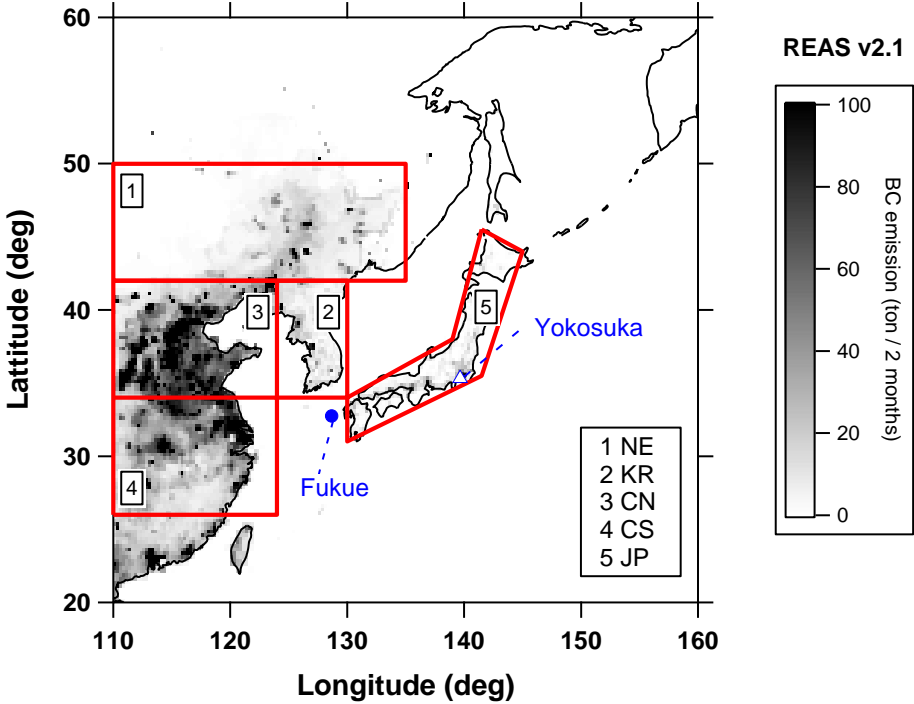 60
50
40
30
20
Lattitude (deg)
110
120
130
140
150
160
Longitude (deg)
1
2
3
4
5
Yokosuka
Fukue
1 NE
2 KR
3 CN
4 CS
5 JP
REAS v2.1
100
80
60
40
20
0
BC emission (ton / 2 months)